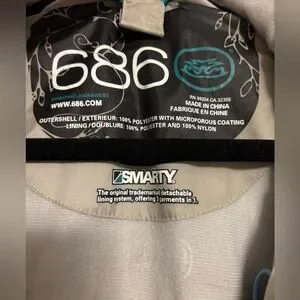 686
RN 99204 CA 32350
MADE IN CHINA
FABRIQUE EN CHINE
WWW.686.COM
OUTERSHELL / EXTERIEUR: 100% POLYESTER WITH MICROPOROUS COATING
LINING / DOUBLURE: 100% POLYESTER AND 100% NYLON
SMARTY
The original trademarked detachable
lining system, offering 3 garments in 1.